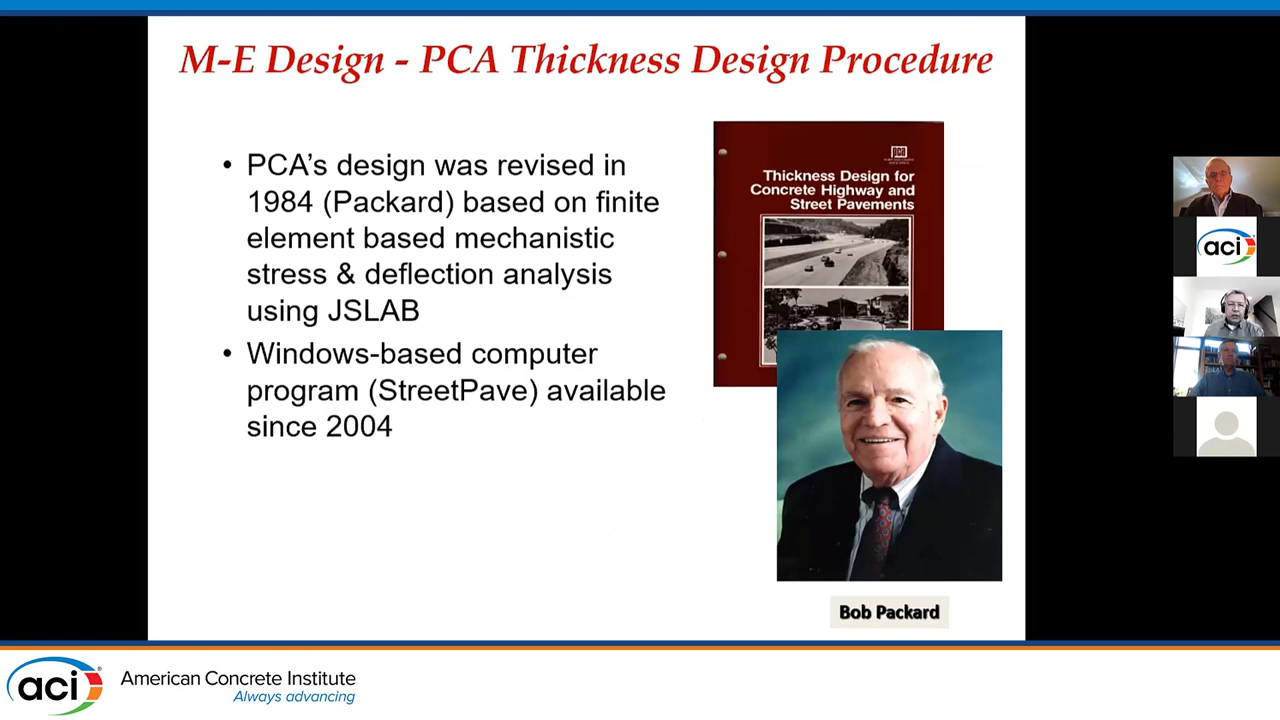 M-E Design - PCA Thickness Design Procedure
• PCA’s design was revised in
1984 (Packard) based on finite
element based mechanistic
stress & deflection analysis
using JSLAB
• Windows-based computer
program (StreetPave) available
since 2004
pca
Thickness Design for
Concrete Highway and
Street Pavements
Bob Packard
aci
aci®
American Concrete Institute
Always advancing